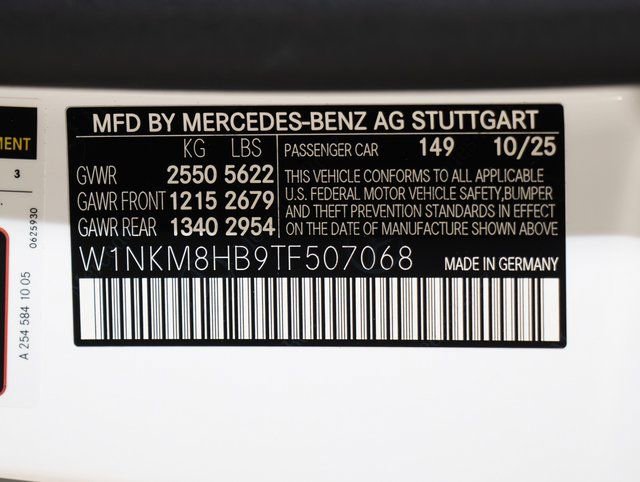 MENT
3
0625930
A 254 584 10 05
MFD BY MERCEDES-BENZ AG STUTTGART
KG LBS
GVWR 2550 5622
GAWR FRONT 1215 2679
GAWR REAR 1340 2954
PASSENGER CAR 149 10/25
THIS VEHICLE CONFORMS TO ALL APPLICABLE
U.S. FEDERAL MOTOR VEHICLE SAFETY, BUMPER
AND THEFT PREVENTION STANDARDS IN EFFECT
ON THE DATE OF MANUFACTURE SHOWN ABOVE
W1NKM8HB9TF507068 MADE IN GERMANY